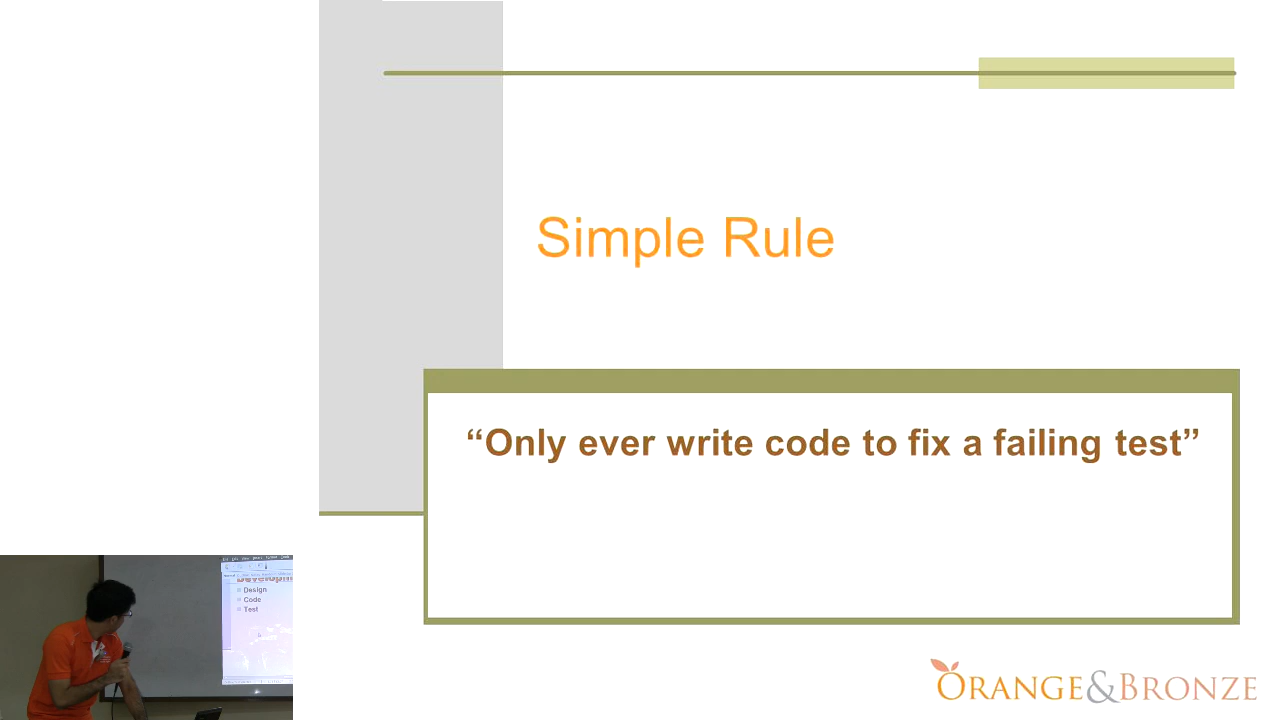 Simple Rule
“Only ever write code to fix a failing test”
Design
Code
Test
ORANGE&BRONZE